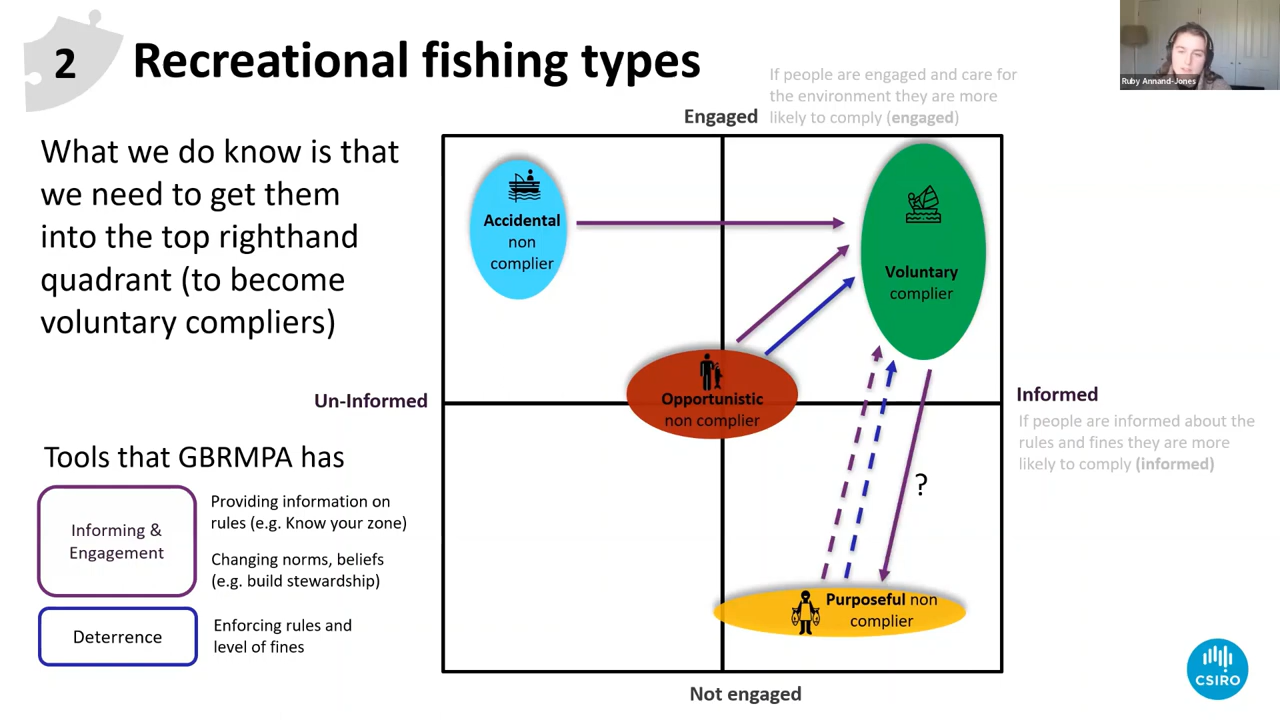 2
Recreational fishing types
Ruby Annand-Jones
If people are engaged and care for
the environment they are more
likely to comply (engaged)
Engaged
What we do know is that
we need to get them
into the top righthand
quadrant (to become
voluntary compliers)
Accidental
non
complier
Voluntary
complier
Opportunistic
non complier
Un-Informed
Informed
If people are informed about the
rules and fines they are more
likely to comply (informed)
?
Tools that GBRMPA has
Informing &
Engagement
Providing information on
rules (e.g. Know your zone)
Changing norms, beliefs
(e.g. build stewardship)
Deterrence
Enforcing rules and
level of fines
Purposeful non
complier
Not engaged
CSIRO